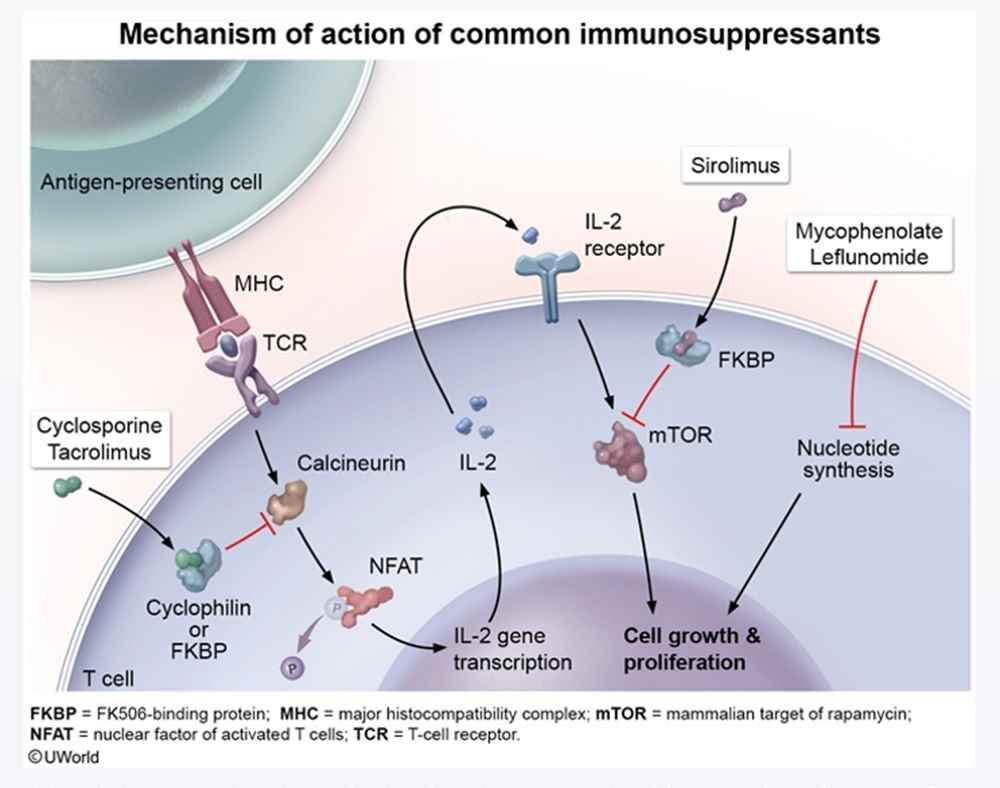 Mechanism of action of common immunosuppressants
Antigen-presenting cell
MHC
TCR
Cyclosporine
Tacrolimus
Cyclophilin
or
FKBP
T cell
Calcineurin
NFAT
P
P
IL-2 gene
transcription
IL-2
IL-2
receptor
Sirolimus
FKBP
mTOR
Mycophenolate
Leflunomide
Nucleotide
synthesis
Cell growth &
proliferation
FKBP = FK506-binding protein; MHC = major histocompatibility complex; mTOR = mammalian target of rapamycin;
NFAT = nuclear factor of activated T cells; TCR = T-cell receptor.
©UWorld